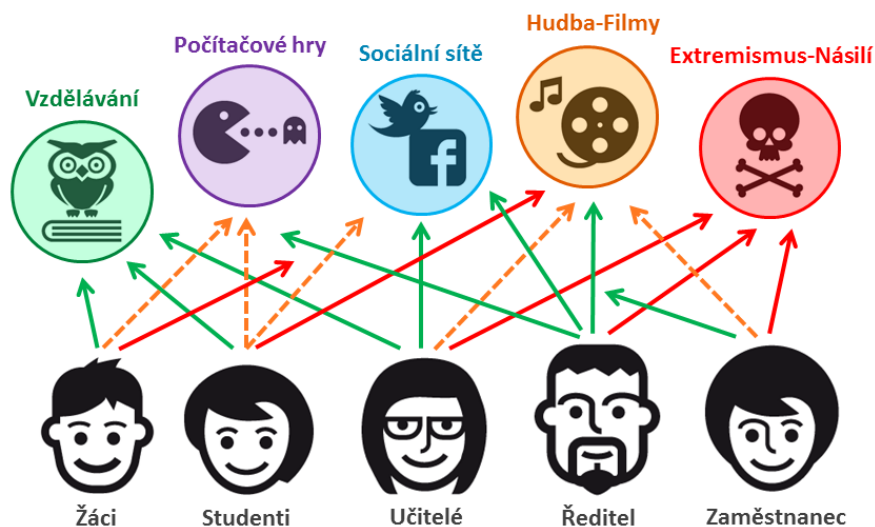 Hudba-Filmy
Počítačové hry
Sociální sítě
Extremismus-Násilí
Vzdělávání
f
Žáci
Studenti
Učitelé
Ředitel
Zaměstnanec